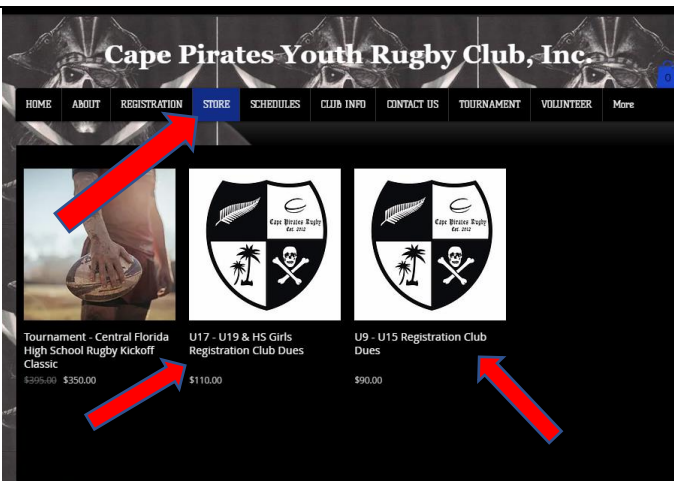 Cape Pirates Youth Rugby Club, Inc.
0
HOME ABOUT REGISTRATION STORE SCHEDULES CLUB INFO CONTACT US TOURNAMENT VOLUNTEER More
Cape Pirates Rugby
Est. 2012
Cape Pirates Rugby
Est. 2012
Tournament - Central Florida
High School Rugby Kickoff
Classic
$395.00 $350.00
U17 - U19 & HS Girls
Registration Club Dues
$110.00
U9 - U15 Registration Club
Dues
$90.00